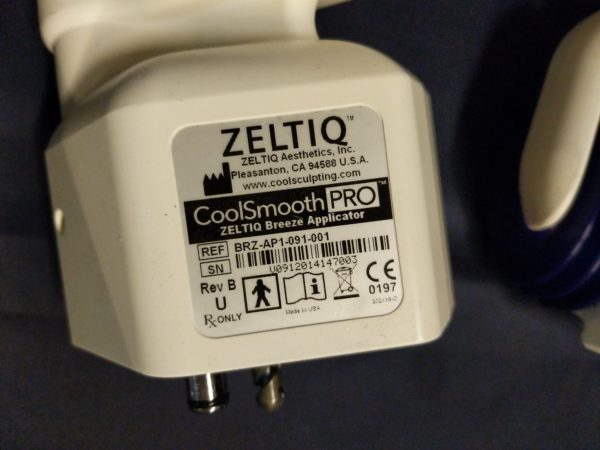 ZELTIQ™
ZELTIQ Aesthetics, Inc.
Pleasanton, CA 94588 U.S.A.
www.coolsculpting.com
CoolSmooth PRO™
ZELTIQ Breeze Applicator
REF BRZ-AP1-091-001
SN
U0912014147003
Rev B
U
Rx ONLY
i
Made in USA
CE
0197